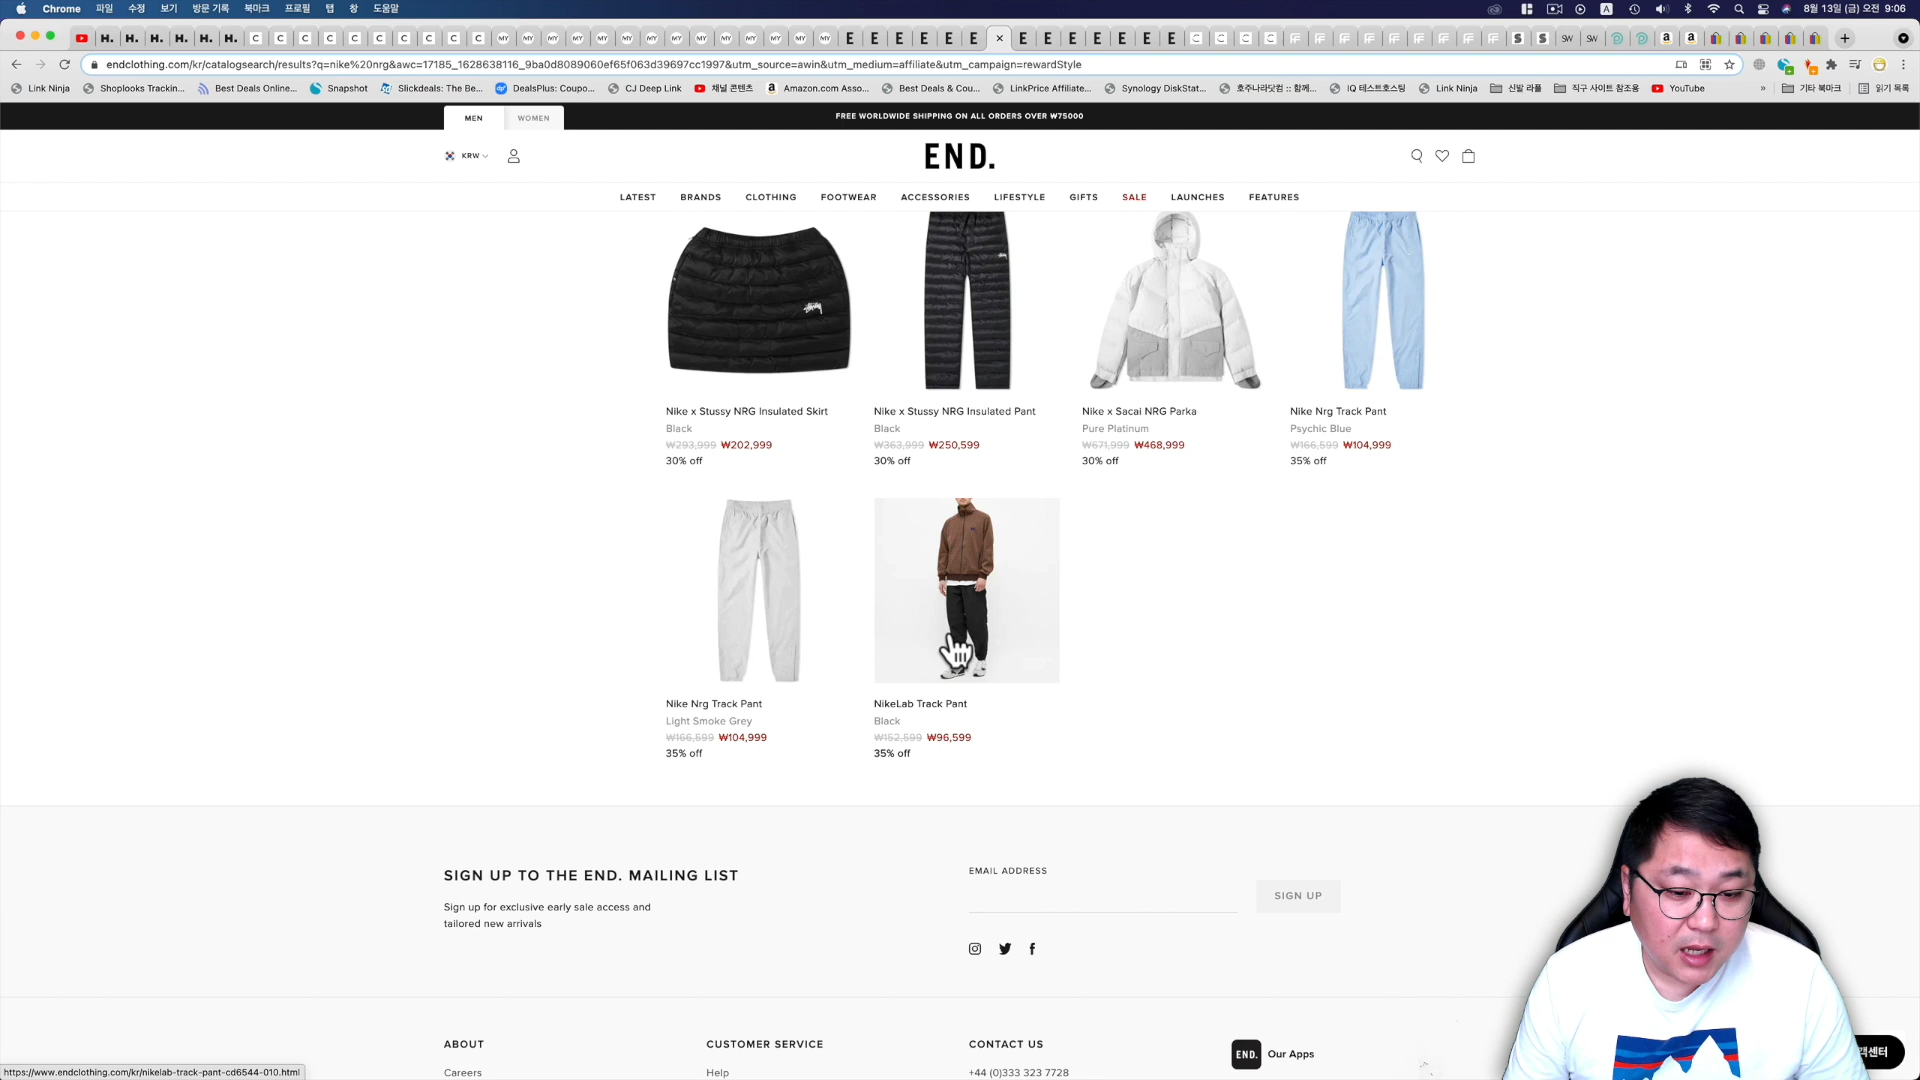 Chrome 파일 수정 보기 방문 기록 북마크 프로필 탭 창 도움말 8월 13일 (금) 오전 9:06
endclothing.com/kr/catalogsearch/results?q=nike%20nrg&awc=17185_1628638116_9ba0d8089060ef65f063d39697cc1997&utm_source=awin&utm_medium=affiliate&utm_campaign=rewardStyle
Link Ninja Shoplooks Trackin... Best Deals Online... Snapshot Slickdeals: The Be... DealsPlus: Coupo... CJ Deep Link 채널 콘텐츠 Amazon.com Asso... Best Deals & Cou... LinkPrice Affiliate... Synology DiskStat... 호주나라닷컴 :: 함께... IQ 테스트호스팅 Link Ninja 신발 라플 직구 사이트 참조용 YouTube » 기타 북마크 읽기 목록
MEN WOMEN FREE WORLDWIDE SHIPPING ON ALL ORDERS OVER ₩75000
KRW END.
LATEST BRANDS CLOTHING FOOTWEAR ACCESSORIES LIFESTYLE GIFTS SALE LAUNCHES FEATURES
Nike x Stussy NRG Insulated Skirt
Black
₩293,999 ₩202,999
30% off
Nike x Stussy NRG Insulated Pant
Black
₩363,999 ₩250,599
30% off
Nike x Sacai NRG Parka
Pure Platinum
₩671,999 ₩468,999
30% off
Nike Nrg Track Pant
Psychic Blue
₩166,599 ₩104,999
35% off
Nike Nrg Track Pant
Light Smoke Grey
₩166,599 ₩104,999
35% off
NikeLab Track Pant
Black
₩152,599 ₩96,599
35% off
SIGN UP TO THE END. MAILING LIST
Sign up for exclusive early sale access and
tailored new arrivals
EMAIL ADDRESS
SIGN UP
ABOUT CUSTOMER SERVICE CONTACT US END. Our Apps
Careers Help +44 (0)333 323 7728
https://www.endclothing.com/kr/nikelab-track-pant-cd6544-010.html